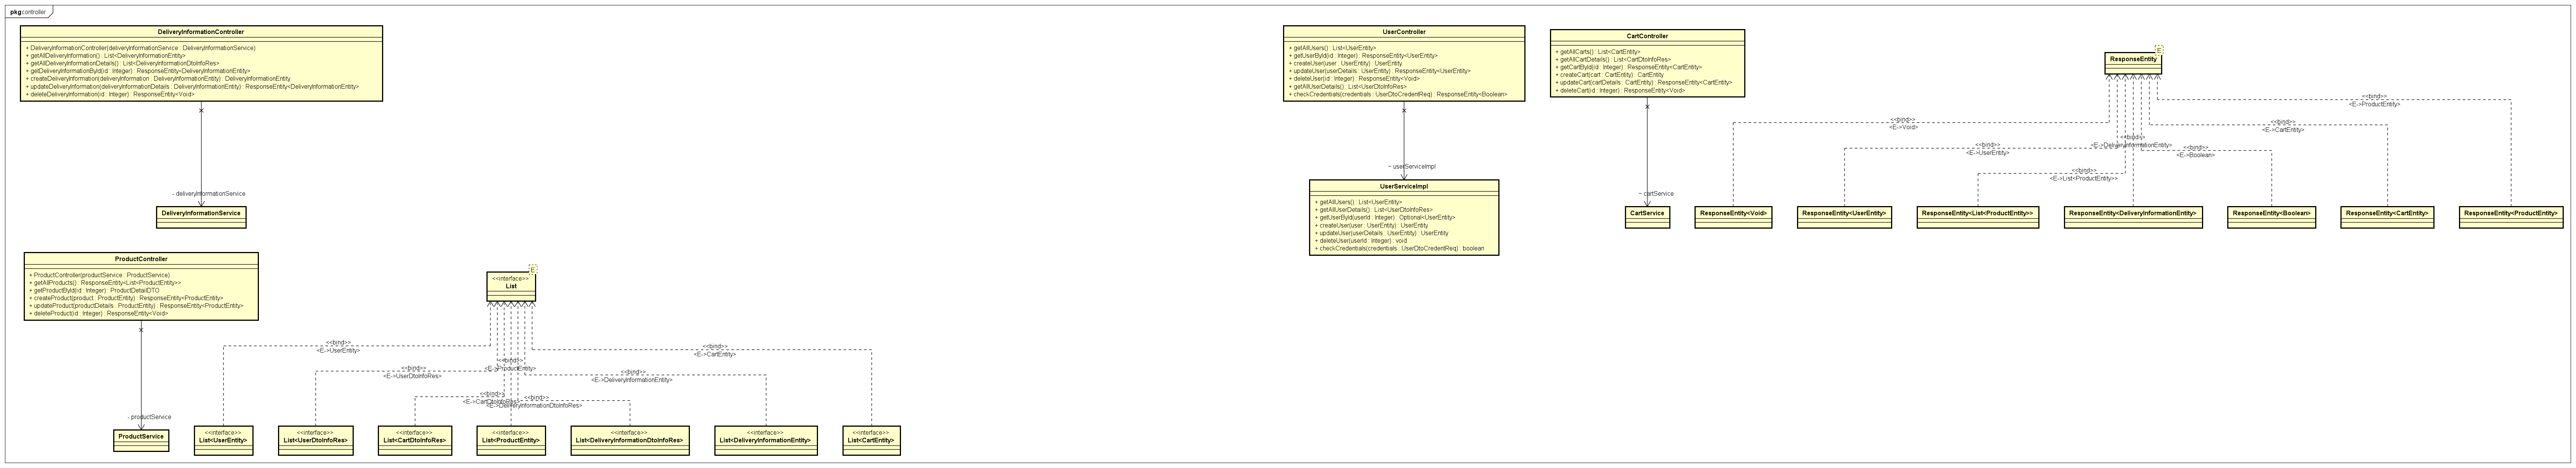 pkg controller
DeliveryInformationController
+ DeliveryInformationController(deliveryInformationService : DeliveryInformationService)
+ getAllDeliveryInformation() : List<DeliveryInformationEntity>
+ getAllDeliveryInformationDetails() : List<DeliveryInformationDtoInfoRes>
+ getDeliveryInformationById(id : Integer) : ResponseEntity<DeliveryInformationEntity>
+ createDeliveryInformation(deliveryInformation : DeliveryInformationEntity) : DeliveryInformationEntity
+ updateDeliveryInformation(deliveryInformationDetails : DeliveryInformationEntity) : ResponseEntity<DeliveryInformationEntity>
+ deleteDeliveryInformation(id : Integer) : ResponseEntity<Void>
- deliveryInformationService
DeliveryInformationService
UserController
+ getAllUsers() : List<UserEntity>
+ getUserById(id : Integer) : ResponseEntity<UserEntity>
+ createUser(user : UserEntity) : UserEntity
+ updateUser(userDetails : UserEntity) : ResponseEntity<UserEntity>
+ deleteUser(id : Integer) : ResponseEntity<Void>
+ getAllUserDetails() : List<UserDtoInfoRes>
+ checkCredentials(credentials : UserDtoCredentReq) : ResponseEntity<Boolean>
~ userServiceImpl
UserServiceImpl
+ getAllUsers() : List<UserEntity>
+ getAllUserDetails() : List<UserDtoInfoRes>
+ getUserById(userId : Integer) : Optional<UserEntity>
+ createUser(user : UserEntity) : UserEntity
+ updateUser(userDetails : UserEntity) : UserEntity
+ deleteUser(userId : Integer) : void
+ checkCredentials(credentials : UserDtoCredentReq) : boolean
CartController
+ getAllCarts() : List<CartEntity>
+ getAllCartDetails() : List<CartDtoInfoRes>
+ getCartById(id : Integer) : ResponseEntity<CartEntity>
+ createCart(cart : CartEntity) : CartEntity
+ updateCart(cartDetails : CartEntity) : ResponseEntity<CartEntity>
+ deleteCart(id : Integer) : ResponseEntity<Void>
~ cartService
CartService
E
ResponseEntity
<<bind>>
<E->ProductEntity>
<<bind>>
<E->Void>
<<bind>>
<E->CartEntity>
<<bind>>
<E->DeliveryInformationEntity>
<<bind>>
<E->UserEntity>
<<bind>>
<E->Boolean>
<<bind>>
<E->List<ProductEntity>>
ResponseEntity<Void>
ResponseEntity<UserEntity>
ResponseEntity<List<ProductEntity>>
ResponseEntity<DeliveryInformationEntity>
ResponseEntity<Boolean>
ResponseEntity<CartEntity>
ResponseEntity<ProductEntity>
ProductController
+ ProductController(productService : ProductService)
+ getAllProducts() : ResponseEntity<List<ProductEntity>>
+ getProductById(id : Integer) : ProductDetailDTO
+ createProduct(product : ProductEntity) : ResponseEntity<ProductEntity>
+ updateProduct(productDetails : ProductEntity) : ResponseEntity<ProductEntity>
+ deleteProduct(id : Integer) : ResponseEntity<Void>
- productService
ProductService
E
<<interface>>
List
<<bind>>
<E->UserEntity>
<<bind>>
<E->CartEntity>
<<bind>>
<E->ProductEntity>
<<bind>>
<E->UserDtoInfoRes>
<<bind>>
<E->DeliveryInformationEntity>
<<bind>>
<E->CartDtoInfoRes>
<<bind>>
<E->DeliveryInformationDtoInfoRes>
<<interface>>
List<UserEntity>
<<interface>>
List<UserDtoInfoRes>
<<interface>>
List<CartDtoInfoRes>
<<interface>>
List<ProductEntity>
<<interface>>
List<DeliveryInformationDtoInfoRes>
<<interface>>
List<DeliveryInformationEntity>
<<interface>>
List<CartEntity>